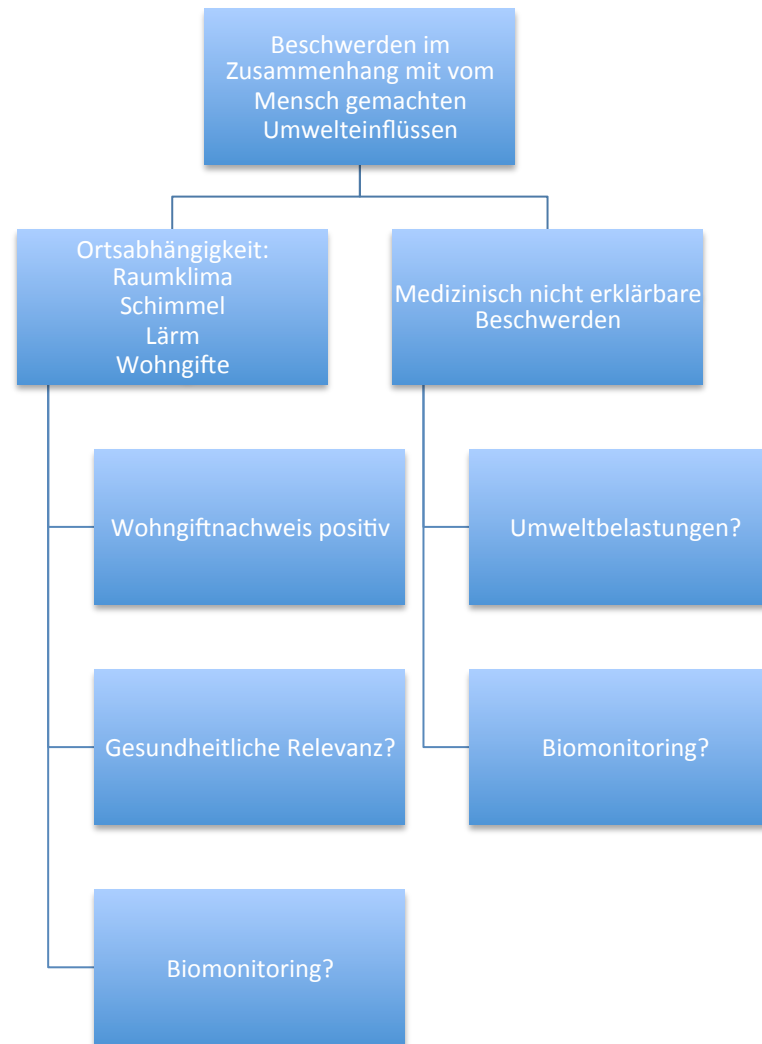 Beschwerden im
Zusammenhang mit vom
Mensch gemachten
Umwelteinflüssen
Ortsabhängigkeit:
Raumklima
Schimmel
Lärm
Wohngifte
Medizinisch nicht erklärbare
Beschwerden
Wohngiftnachweis positiv
Umweltbelastungen?
Gesundheitliche Relevanz?
Biomonitoring?
Biomonitoring?